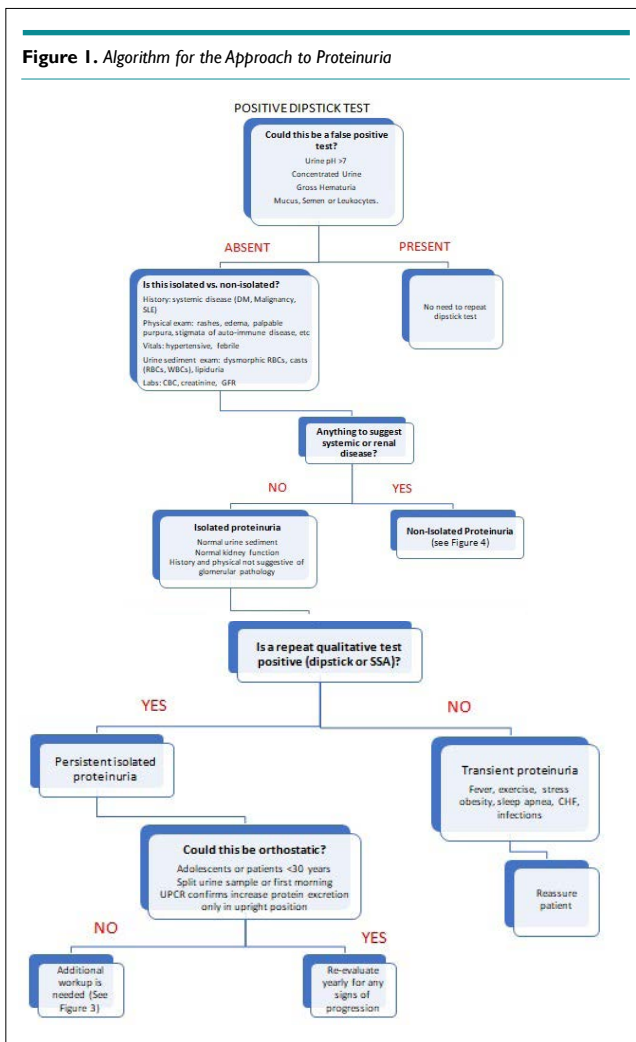 Figure 1. Algorithm for the Approach to Proteinuria
POSITIVE DIPSTICK TEST
Could this be a false positive
test?
Urine pH >7
Concentrated Urine
Gross Hematuria
Mucus, Semen or Leukocytes.
ABSENT
PRESENT
Is this isolated vs. non-isolated?
History: systemic disease (DM, Malignancy,
SLE)
Physical exam: rashes, edema, palpable
purpura, stigmata of auto-immune disease, etc
Vitals: hypertensive, febrile
Urine sediment exam: dysmorphic RBCs, casts
(RBCs, WBCs), lipiduria
Labs: CBC, creatinine, GFR
No need to repeat
dipstick test
Anything to suggest
systemic or renal
disease?
NO
YES
Isolated proteinuria
Normal urine sediment
Normal kidney function
History and physical not suggestive of
glomerular pathology
Non-Isolated Proteinuria
(see Figure 4)
Is a repeat qualitative test
positive (dipstick or SSA)?
YES
NO
Persistent isolated
proteinuria
Transient proteinuria
Fever, exercise, stress
obesity, sleep apnea, CHF,
infections
Could this be orthostatic?
Adolescents or patients <30 years
Split urine sample or first morning
UPCR confirms increase protein excretion
only in upright position
Reassure
patient
NO
YES
Additional
workup is
needed (See
Figure 3)
Re-evaluate
yearly for any
signs of
progression